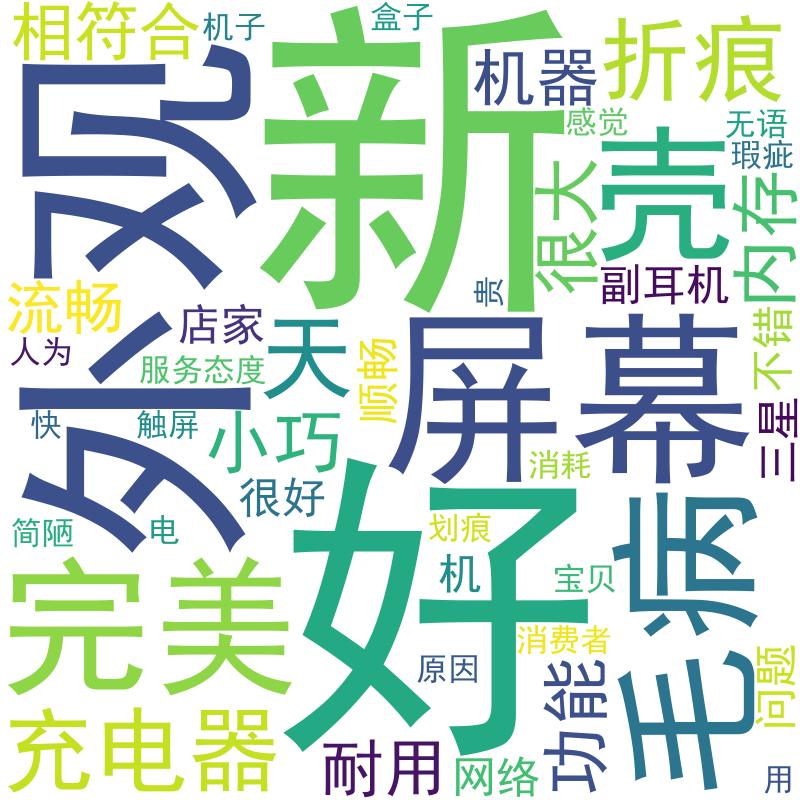 相符合
机子
盒子
外观
新
机器
折痕
感觉
无语
瑕疵
壳
很大
内存
副耳机
贵
流畅
店家
人为
服务态度
天
顺畅
屏幕
不错
三星
快
触屏
小巧
很好
消耗
好
划痕
毛病
简陋
电
机
宝贝
完美
消费者
原因
功能
问题
充电器
耐用
网络
用